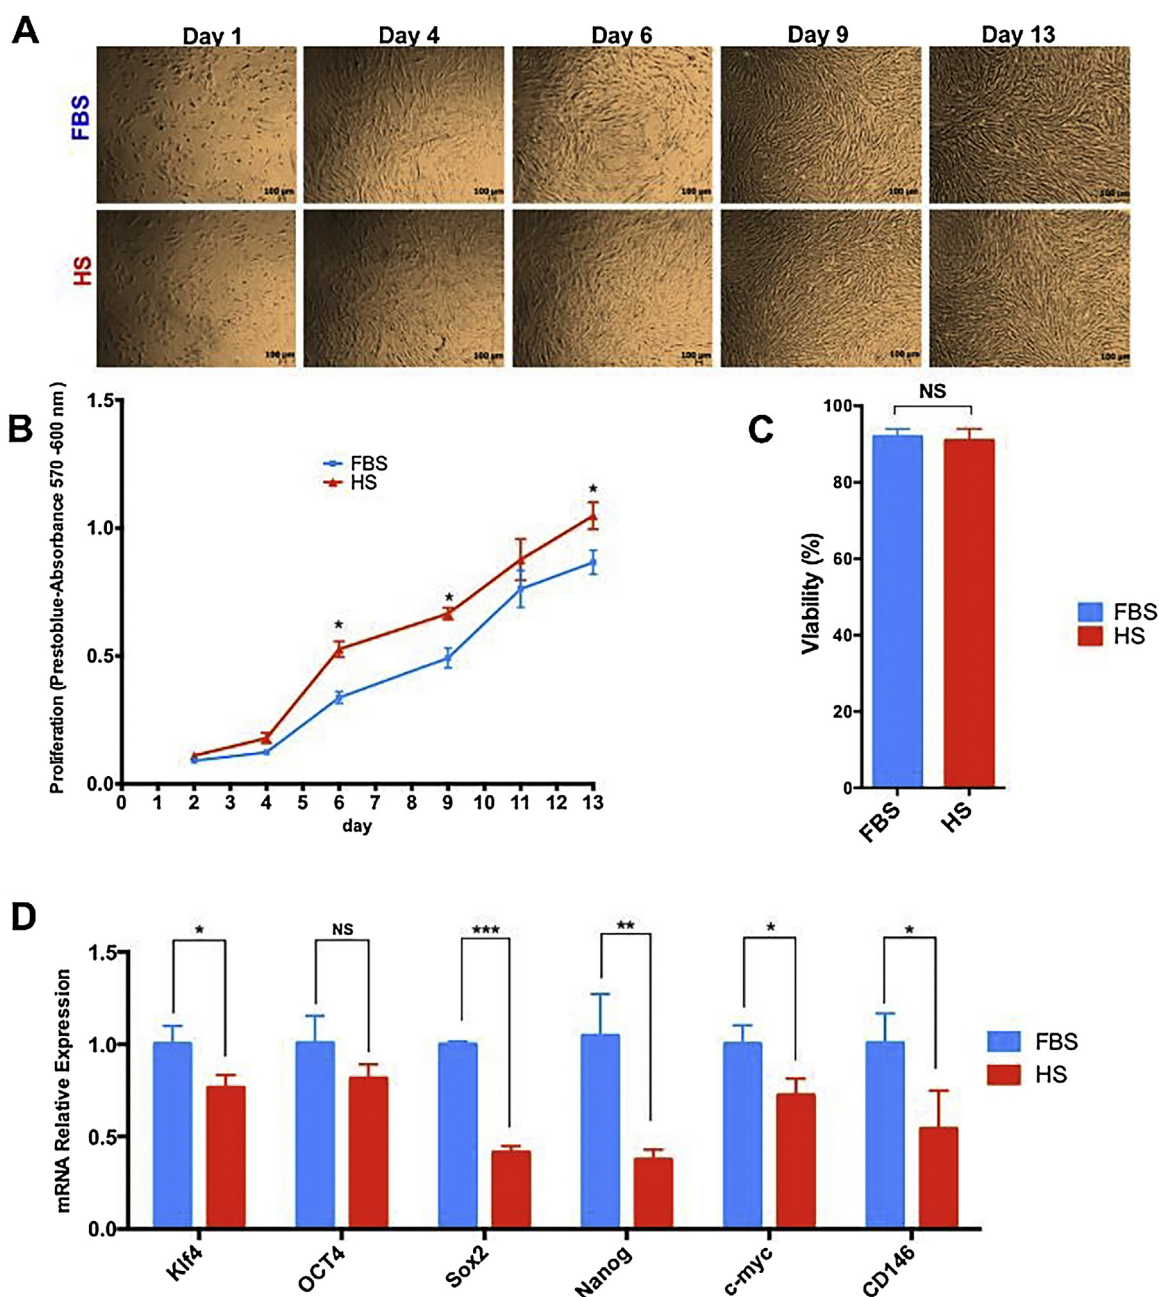 A
Day 1 Day 4 Day 6 Day 9 Day 13
FBS
100 µm 100 µm 100 µm 100 µm 100 µm
HS
100 µm 100 µm 100 µm 100 µm 100 µm
B
Proliferation (Prestoblue-Absorbance 570 -600 nm )
1.5
1.0
0.5
0.0
FBS
HS
*
*
*
0 1 2 3 4 5 6 7 8 9 10 11 12 13
day
C
NS
Viability (%)
100
80
60
40
20
0
FBS HS
FBS
HS
D
mRNA Relative Expression
1.5
1.0
0.5
0.0
* NS *** ** * *
FBS
HS
Klf4 OCT4 Sox2 Nanog c-myc CD146